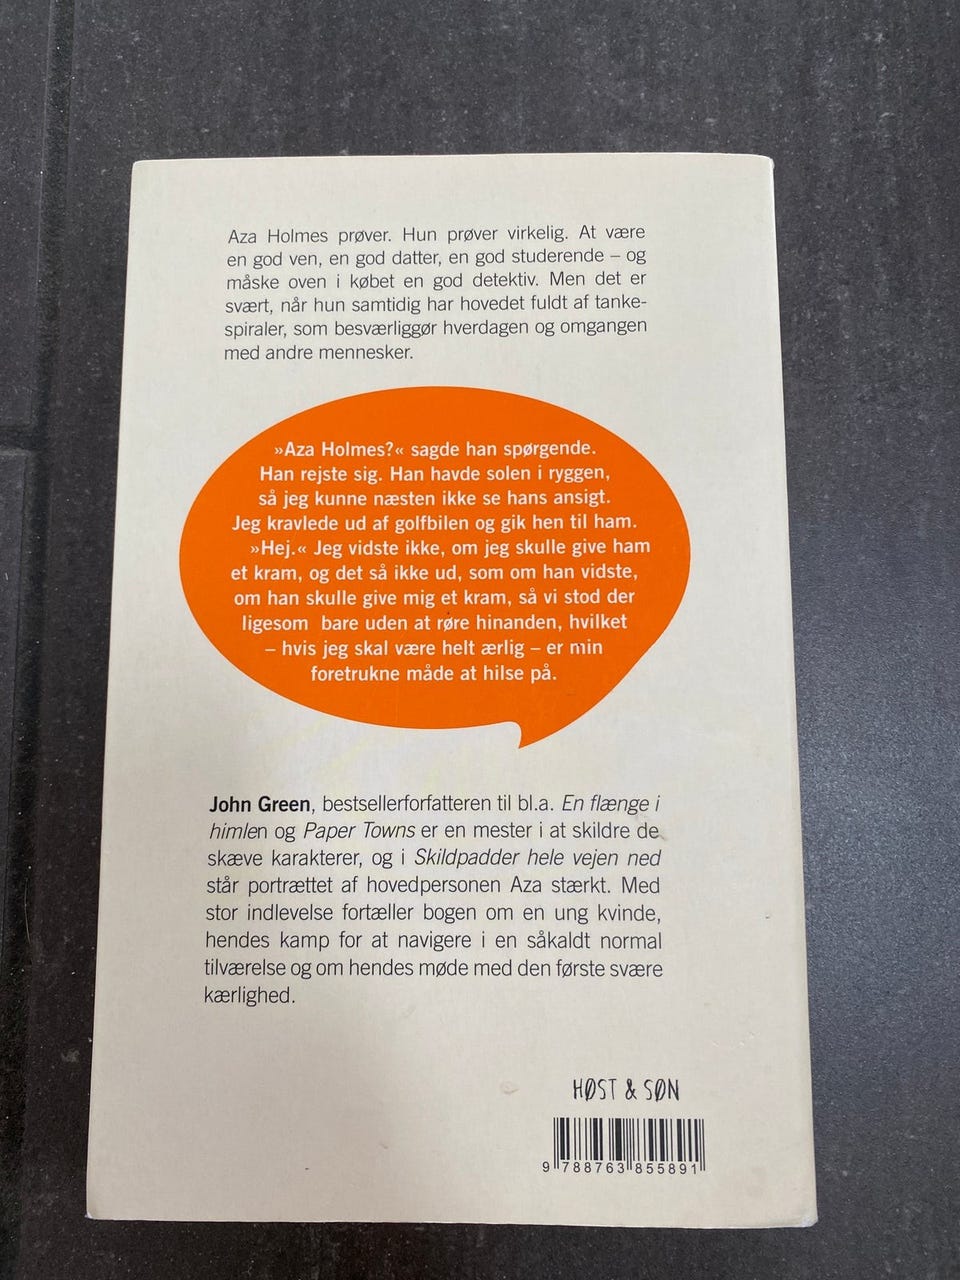 Aza Holmes prøver. Hun prøver virkelig. At være
en god ven, en god datter, en god studerende – og
måske oven i købet en god detektiv. Men det er
svært, når hun samtidig har hovedet fuldt af tanke-
spiraler, som besværliggør hverdagen og omgangen
med andre mennesker.
»Aza Holmes?« sagde han spørgende.
Han rejste sig. Han havde solen i ryggen,
så jeg kunne næsten ikke se hans ansigt.
Jeg kravlede ud af golfbilen og gik hen til ham.
»Hej.« Jeg vidste ikke, om jeg skulle give ham
et kram, og det så ikke ud, som om han vidste,
om han skulle give mig et kram, så vi stod der
ligesom bare uden at røre hinanden, hvilket
– hvis jeg skal være helt ærlig – er min
foretrukne måde at hilse på.
John Green, bestsellerforfatteren til bl.a. En flænge i
himlen og Paper Towns er en mester i at skildre de
skæve karakterer, og i Skildpadder hele vejen ned
står portrættet af hovedpersonen Aza stærkt. Med
stor indlevelse fortæller bogen om en ung kvinde,
hendes kamp for at navigere i en såkaldt normal
tilværelse og om hendes møde med den første svære
kærlighed.
HØST & SØN
9 788763 855891